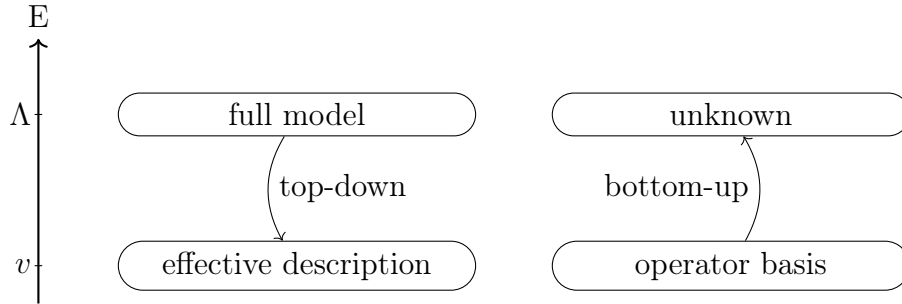 E
Λ
full model
unknown
top-down
bottom-up
v
effective description
operator basis